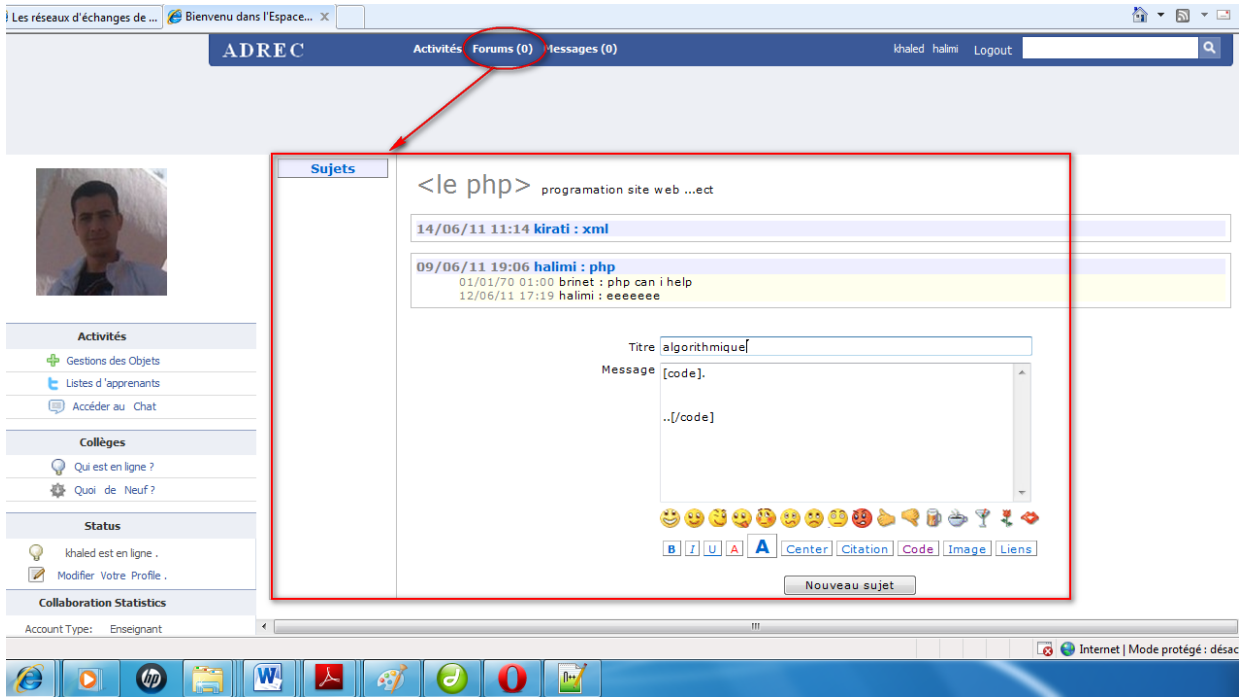 Les réseaux d'échanges de ... Bienvenu dans l'Espace... X
ADREC Activités Forums (0) Messages (0) khaled halimi Logout
Sujets
<le php> programation site web ...ect
14/06/11 11:14 kirati : xml
09/06/11 19:06 halimi : php
01/01/70 01:00 brinet : php can i help
12/06/11 17:19 halimi : eeeeeee
Titre algorithmique
Message [code].
..[/code]
B I U A A Center Citation Code Image Liens
Nouveau sujet
Activités
Gestions des Objets
Listes d 'apprenants
Accéder au Chat
Collèges
Qui est en ligne ?
Quoi de Neuf ?
Status
khaled est en ligne .
Modifier Votre Profile .
Collaboration Statistics
Account Type: Enseignant
Internet | Mode protégé : désac
hp
W
n++